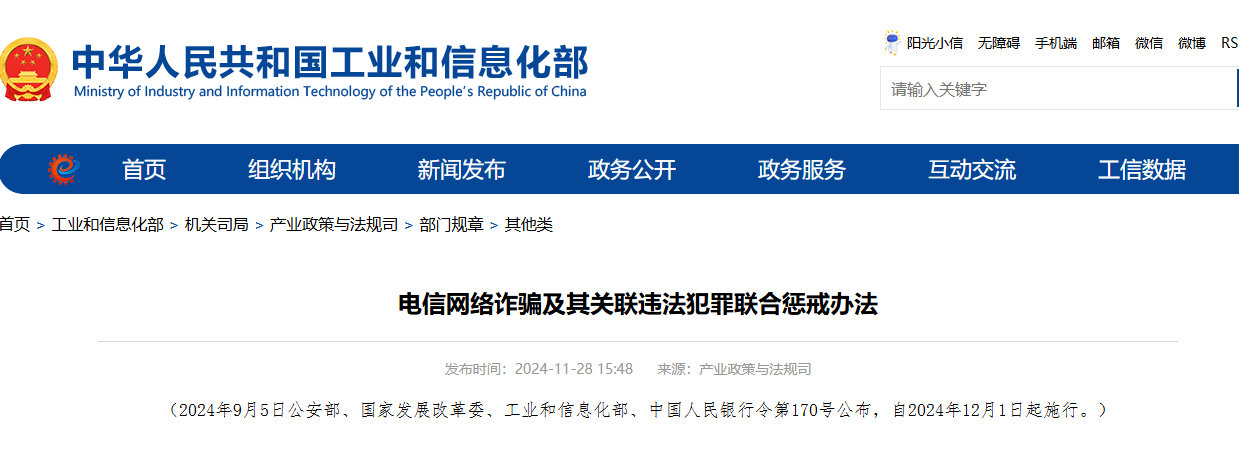 阳光小信 无障碍 手机端 邮箱 微信 微博 RS
中华人民共和国工业和信息化部
Ministry of Industry and Information Technology of the People's Republic of China
请输入关键字
首页 组织机构 新闻发布 政务公开 政务服务 互动交流 工信数据
首页 > 工业和信息化部 > 机关司局 > 产业政策与法规司 > 部门规章 > 其他类
电信网络诈骗及其关联违法犯罪联合惩戒办法
发布时间：2024-11-28 15:48 来源：产业政策与法规司
（2024年9月5日公安部、国家发展改革委、工业和信息化部、中国人民银行令第170号公布，自2024年12月1日起施行。）